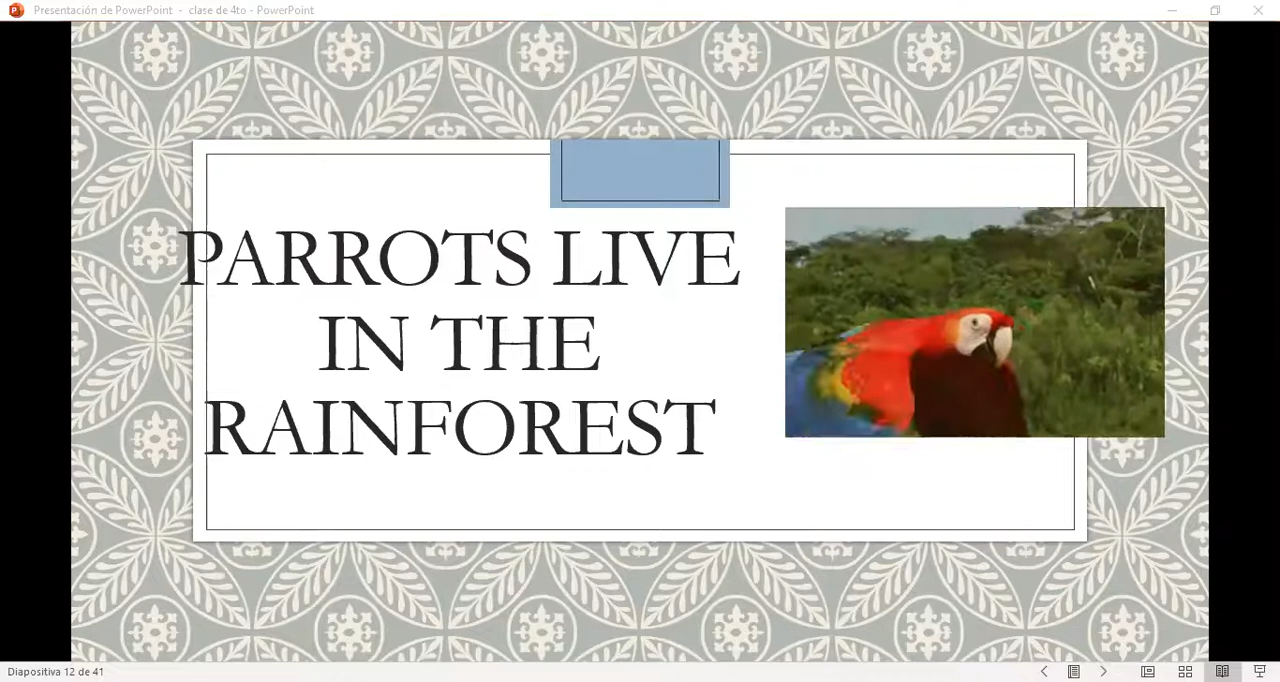 Presentación de PowerPoint - clase de 4to - PowerPoint
PARROTS LIVE
IN THE
RAINFOREST
Diapositiva 12 de 41